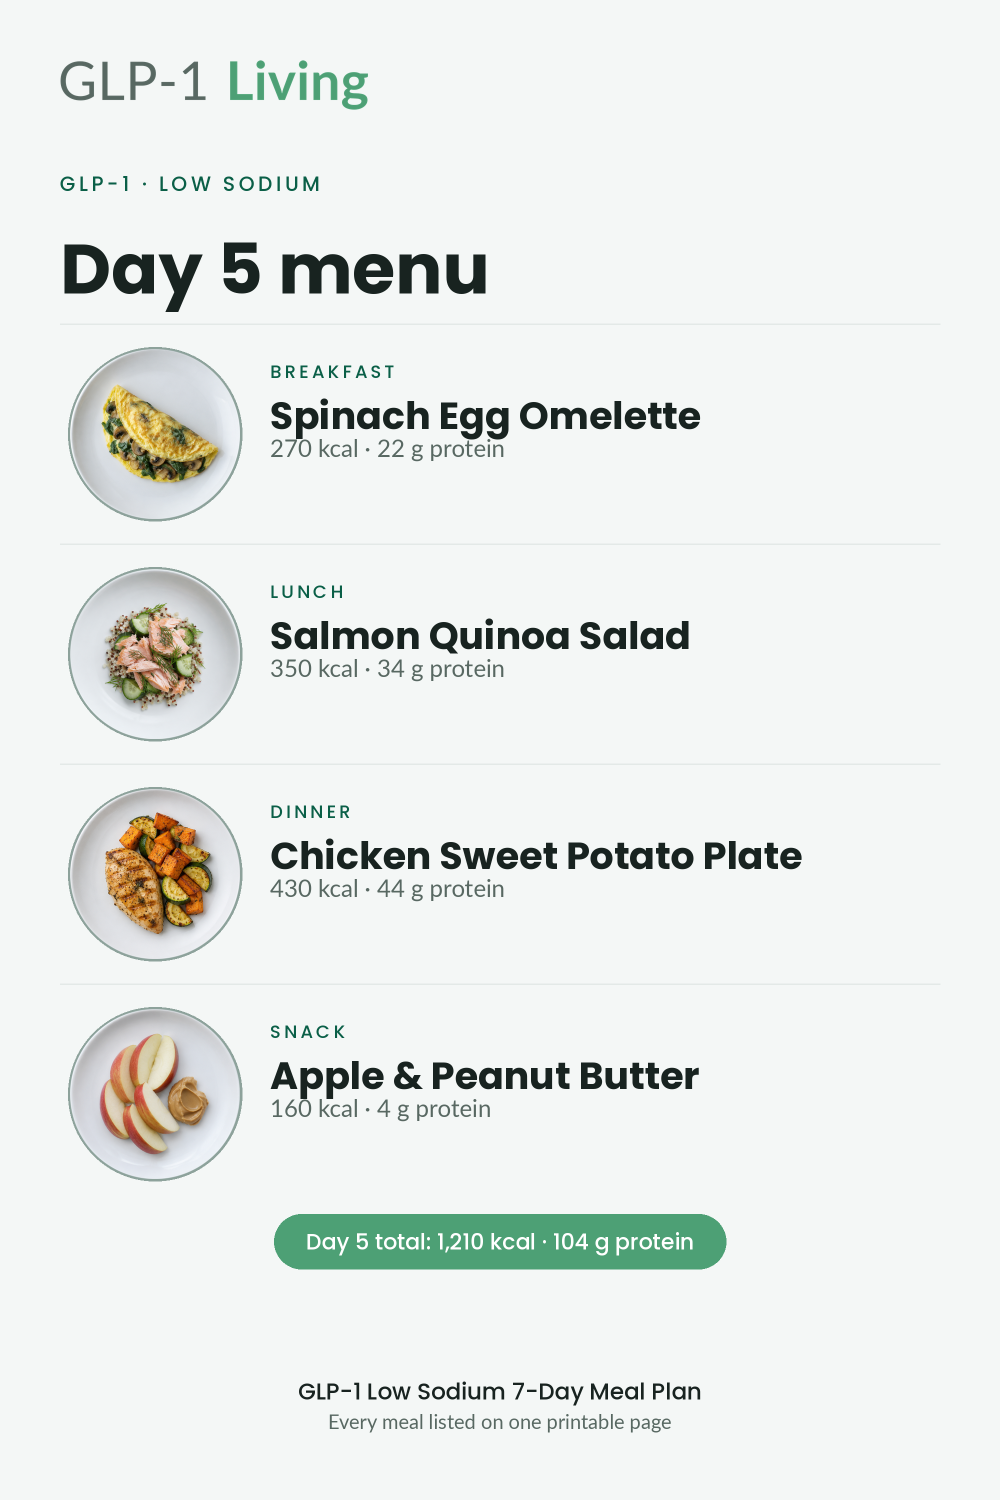 GLP-1 Living
GLP-1 · LOW SODIUM
Day 5 menu
BREAKFAST
Spinach Egg Omelette
270 kcal · 22 g protein
LUNCH
Salmon Quinoa Salad
350 kcal · 34 g protein
DINNER
Chicken Sweet Potato Plate
430 kcal · 44 g protein
SNACK
Apple & Peanut Butter
160 kcal · 4 g protein
Day 5 total: 1,210 kcal · 104 g protein
GLP-1 Low Sodium 7-Day Meal Plan
Every meal listed on one printable page